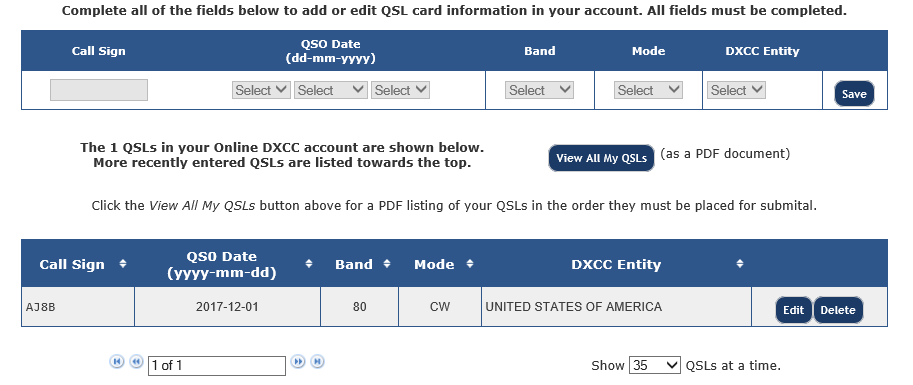 Complete all of the fields below to add or edit QSL card information in your account. All fields must be completed.
Call Sign QSO Date Band Mode DXCC Entity
(dd-mm-yyyy)
Select Select Select Select Select Select Save
The 1 QSLs in your Online DXCC account are shown below.
More recently entered QSLs are listed towards the top.
View All My QSLs (as a PDF document)
Click the View All My QSLs button above for a PDF listing of your QSLs in the order they must be placed for submital.
Call Sign QSO Date Band Mode DXCC Entity
(yyyy-mm-dd)
AJ8B 2017-12-01 80 CW UNITED STATES OF AMERICA Edit Delete
1 of 1 Show 35 QSLs at a time.